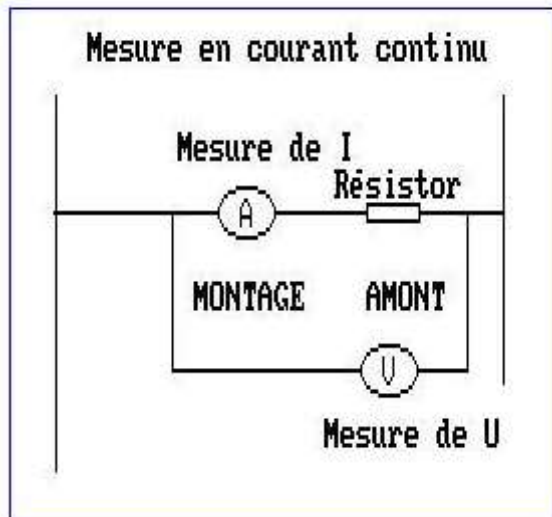 Mesure en courant continu
Mesure de I
Résistor
A
MONTAGE AMONT
V
Mesure de U